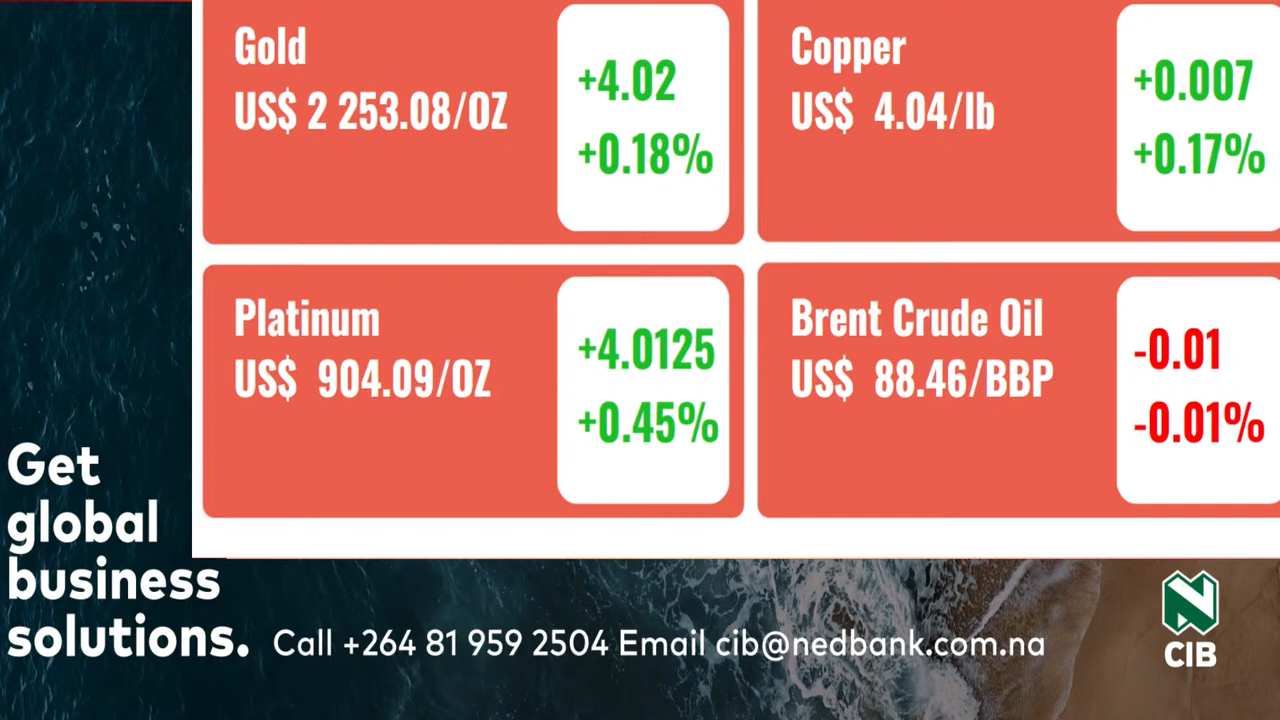 Gold
US$ 2 253.08/OZ
+4.02
+0.18%
Copper
US$ 4.04/lb
+0.007
+0.17%
Platinum
US$ 904.09/OZ
+4.0125
+0.45%
Brent Crude Oil
US$ 88.46/BBP
-0.01
-0.01%
Get
global
business
solutions.
Call +264 81 959 2504 Email cib@nedbank.com.na
CIB